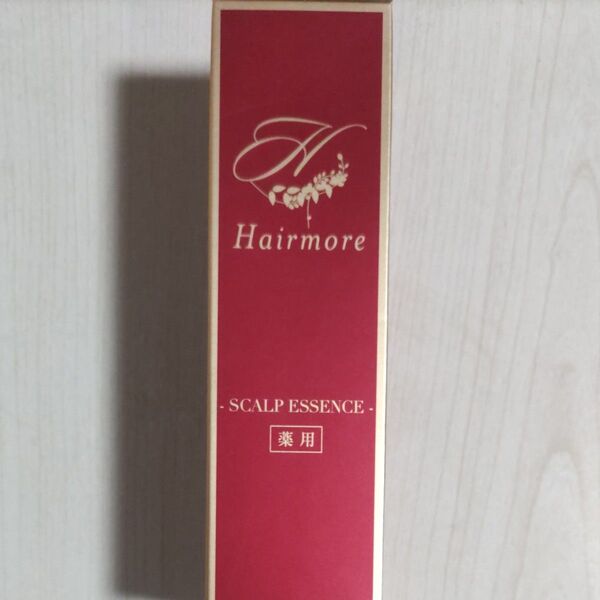 H
Hairmore
- SCALP ESSENCE -
薬用